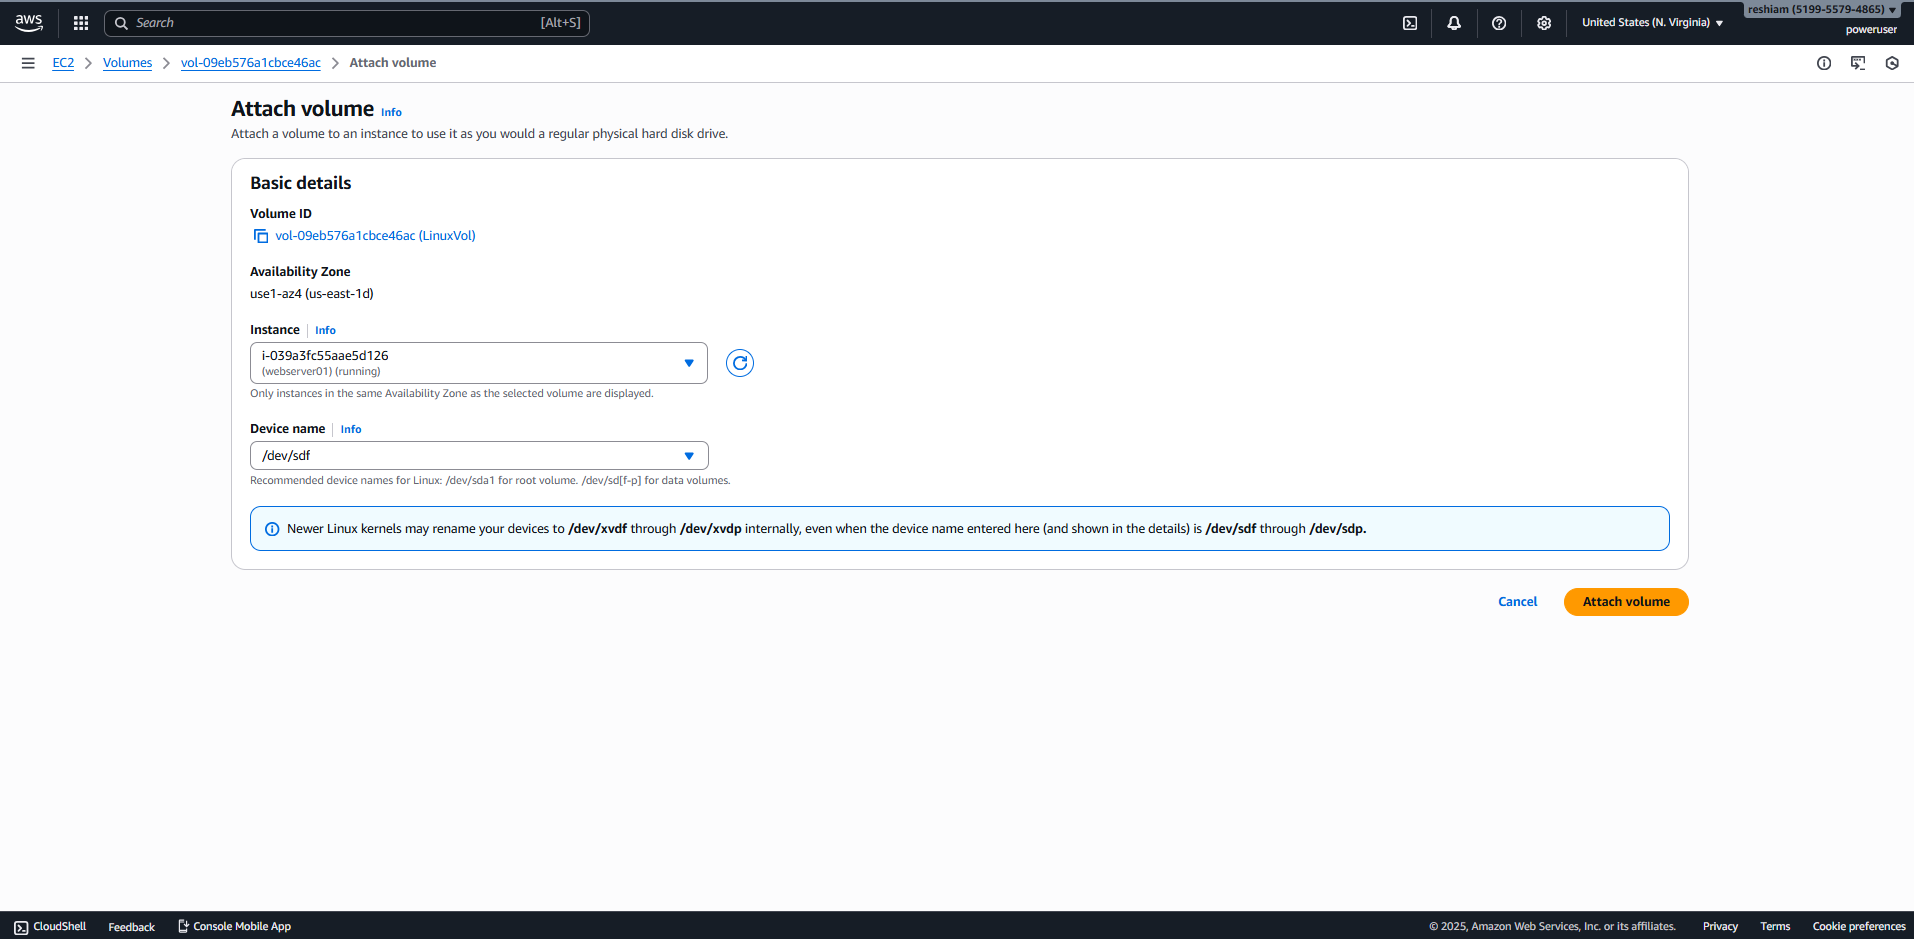 aws
Search [Alt+S]
United States (N. Virginia)
reshiam (5199-5579-4865)
poweruser
EC2 Volumes vol-09eb576a1cbce46ac Attach volume
Attach volume Info
Attach a volume to an instance to use it as you would a regular physical hard disk drive.
Basic details
Volume ID
vol-09eb576a1cbce46ac (LinuxVol)
Availability Zone
use1-az4 (us-east-1d)
Instance Info
i-039a3fc55aae5d126
(webserver01) (running)
Only instances in the same Availability Zone as the selected volume are displayed.
Device name Info
/dev/sdf
Recommended device names for Linux: /dev/sda1 for root volume. /dev/sd[f-p] for data volumes.
Newer Linux kernels may rename your devices to /dev/xvdf through /dev/xvdp internally, even when the device name entered here (and shown in the details) is /dev/sdf through /dev/sdp.
Cancel Attach volume
CloudShell Feedback Console Mobile App © 2025, Amazon Web Services, Inc. or its affiliates. Privacy Terms Cookie preferences